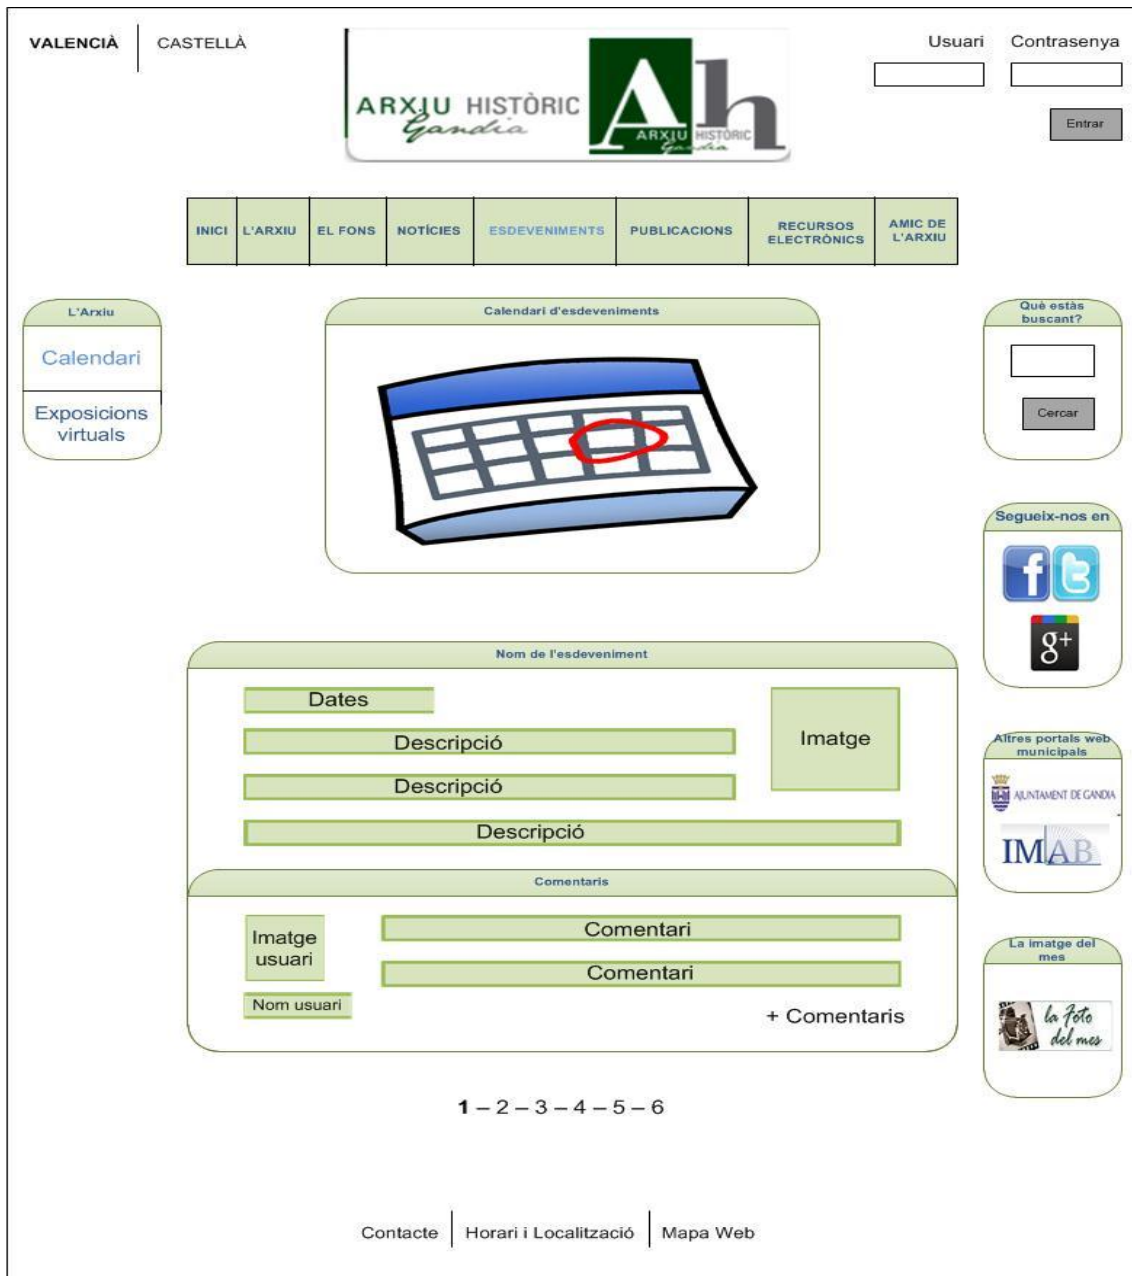 VALENCIÀ
CASTELLÀ
ARXIU HISTÒRIC
Gandia
Ah
ARXIU HISTÒRIC
Gandia
Usuari
Contrasenya
Entrar
INICI
L'ARXIU
EL FONS
NOTÍCIES
ESDEVENIMENTS
PUBLICACIONS
RECURSOS
ELECTRÒNICS
AMIC DE
L'ARXIU
L'Arxiu
Calendari
Exposicions
virtuals
Calendari d'esdeveniments
Què estàs
buscant?
Cercar
Segueix-nos en
f
t
g+
Nom de l'esdeveniment
Dates
Descripció
Descripció
Descripció
Imatge
Altres portals web
municipals
AJUNTAMENT DE GANDIA
IMAB
Comentaris
Imatge
usuari
Nom usuari
Comentari
Comentari
+ Comentaris
La imatge del
mes
la Foto
del mes
1 – 2 – 3 – 4 – 5 – 6
Contacte
Horari i Localització
Mapa Web